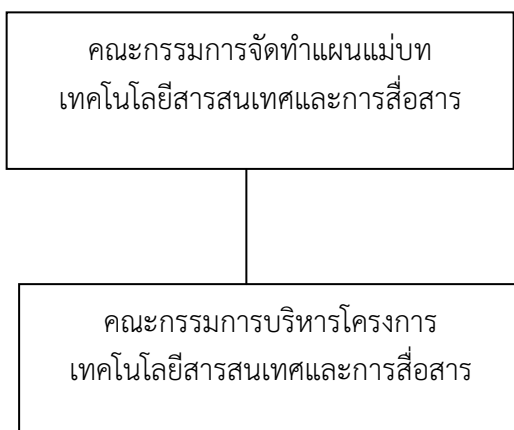 คณะกรรมการจัดทำแผนแม่บท
เทคโนโลยีสารสนเทศและการสื่อสาร
คณะกรรมการบริหารโครงการ
เทคโนโลยีสารสนเทศและการสื่อสาร